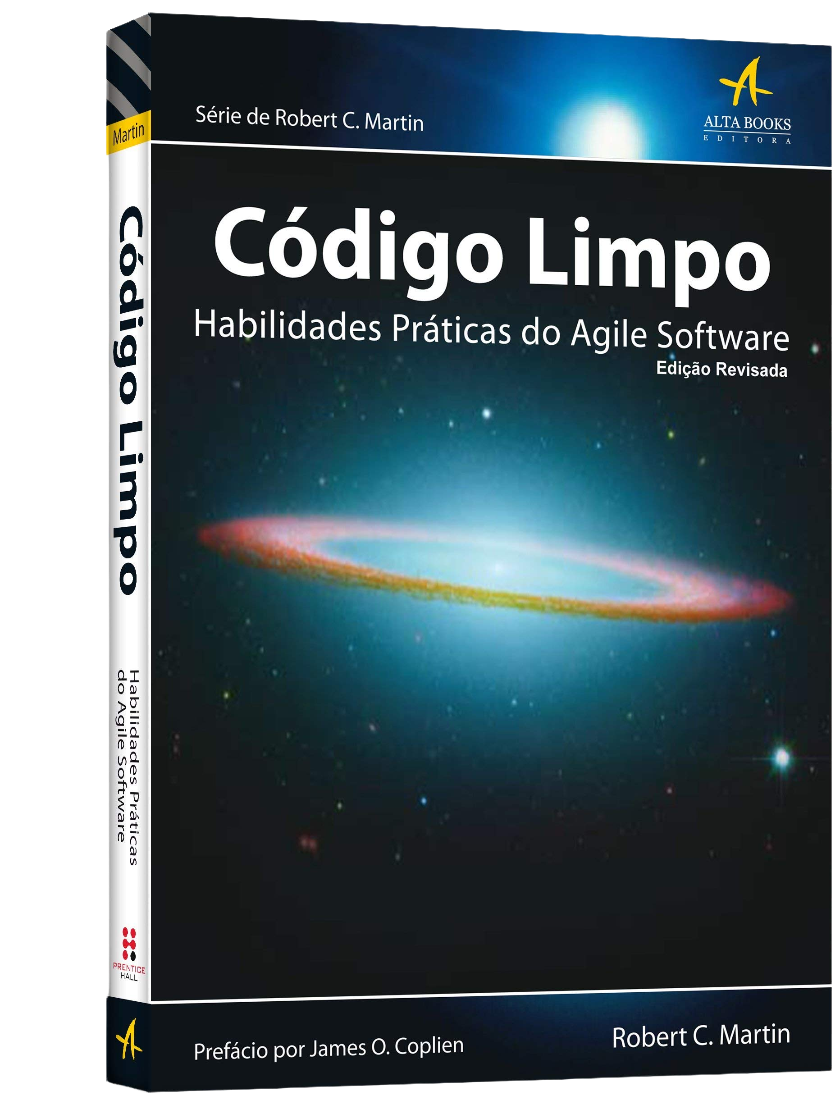 Série de Robert C. Martin
ALTA BOOKS
EDITORA
Código Limpo
Habilidades Práticas do Agile Software
Edição Revisada
Prefácio por James O. Coplien
Robert C. Martin
Martin
Código Limpo
Habilidades Práticas
do Agile Software
PRENTICE
HALL